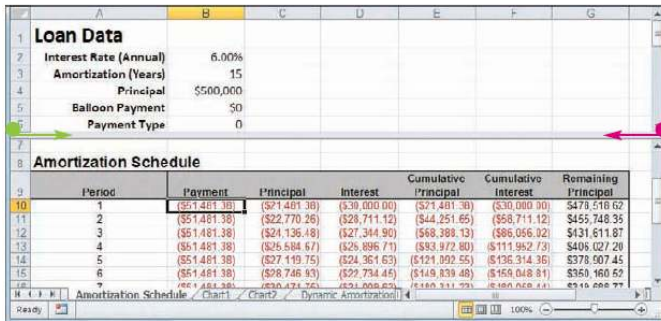 A B C D E F G
1 Loan Data
2 Interest Rate (Annual) 6.00%
3 Amortization (Years) 15
4 Principal $500,000
5 Balloon Payment $0
6 Payment Type 0
7
8 Amortization Schedule
9 Period Payment Principal Interest Cumulative Principal Cumulative Interest Remaining Principal
10 1 ($51,481.38) ($21,481.38) ($30,000.00) ($21,481.38) ($30,000.00) $478,518.62
11 2 ($51,481.38) ($22,770.26) ($28,711.12) ($44,251.65) ($58,711.12) $455,748.35
12 3 ($51,481.38) ($24,136.48) ($27,344.90) ($68,388.13) ($86,056.02) $431,611.87
13 4 ($51,481.38) ($25,584.67) ($25,896.71) ($93,972.80) ($111,952.73) $406,027.20
14 5 ($51,481.38) ($27,119.75) ($24,361.63) ($121,092.55) ($136,314.36) $378,907.45
15 6 ($51,481.38) ($28,746.93) ($22,734.45) ($149,839.48) ($159,048.81) $350,160.52
Amortization Schedule Chart1 Chart2 Dynamic Amortization
Ready 100%